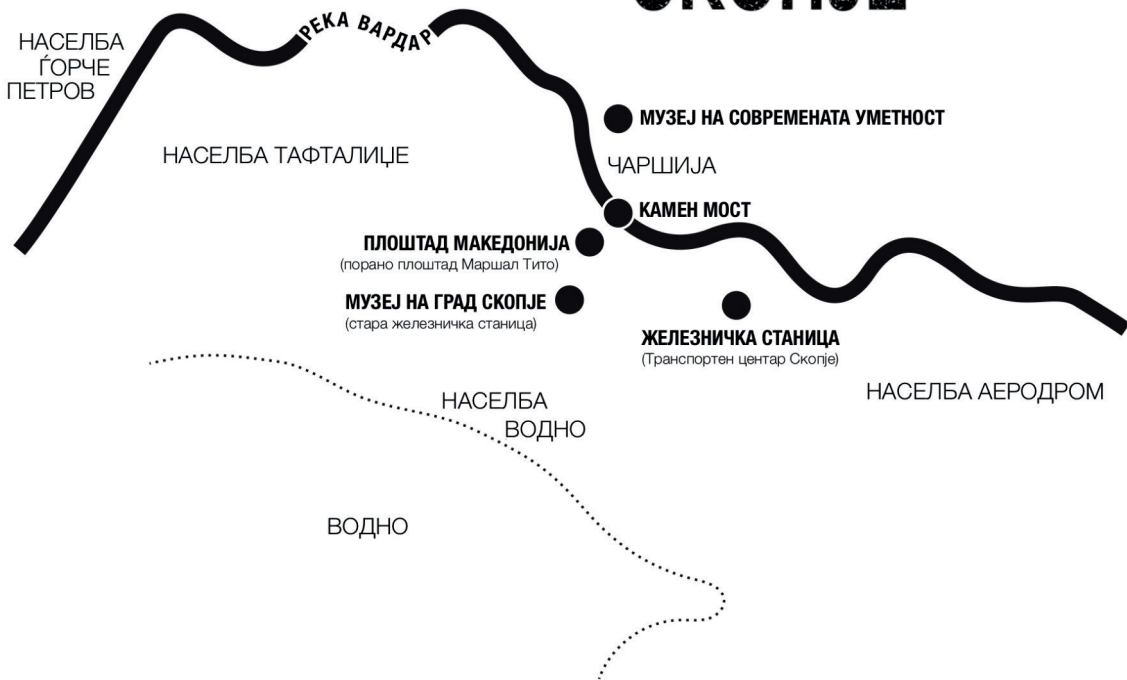 СКОПЈЕ
РЕКА ВАРДАР
НАСЕЛБА
ЃОРЧЕ
ПЕТРОВ
МУЗЕЈ НА СОВРЕМЕНАТА УМЕТНОСТ
НАСЕЛБА ТАФТАЛИЏЕ
ЧАРШИЈА
КАМЕН МОСТ
ПЛОШТАД МАКЕДОНИЈА
(порано плоштад Маршал Тито)
МУЗЕЈ НА ГРАД СКОПЈЕ
(стара железничка станица)
ЖЕЛЕЗНИЧКА СТАНИЦА
(Транспортен центар Скопје)
НАСЕЛБА АЕРОДРОМ
НАСЕЛБА
ВОДНО
ВОДНО